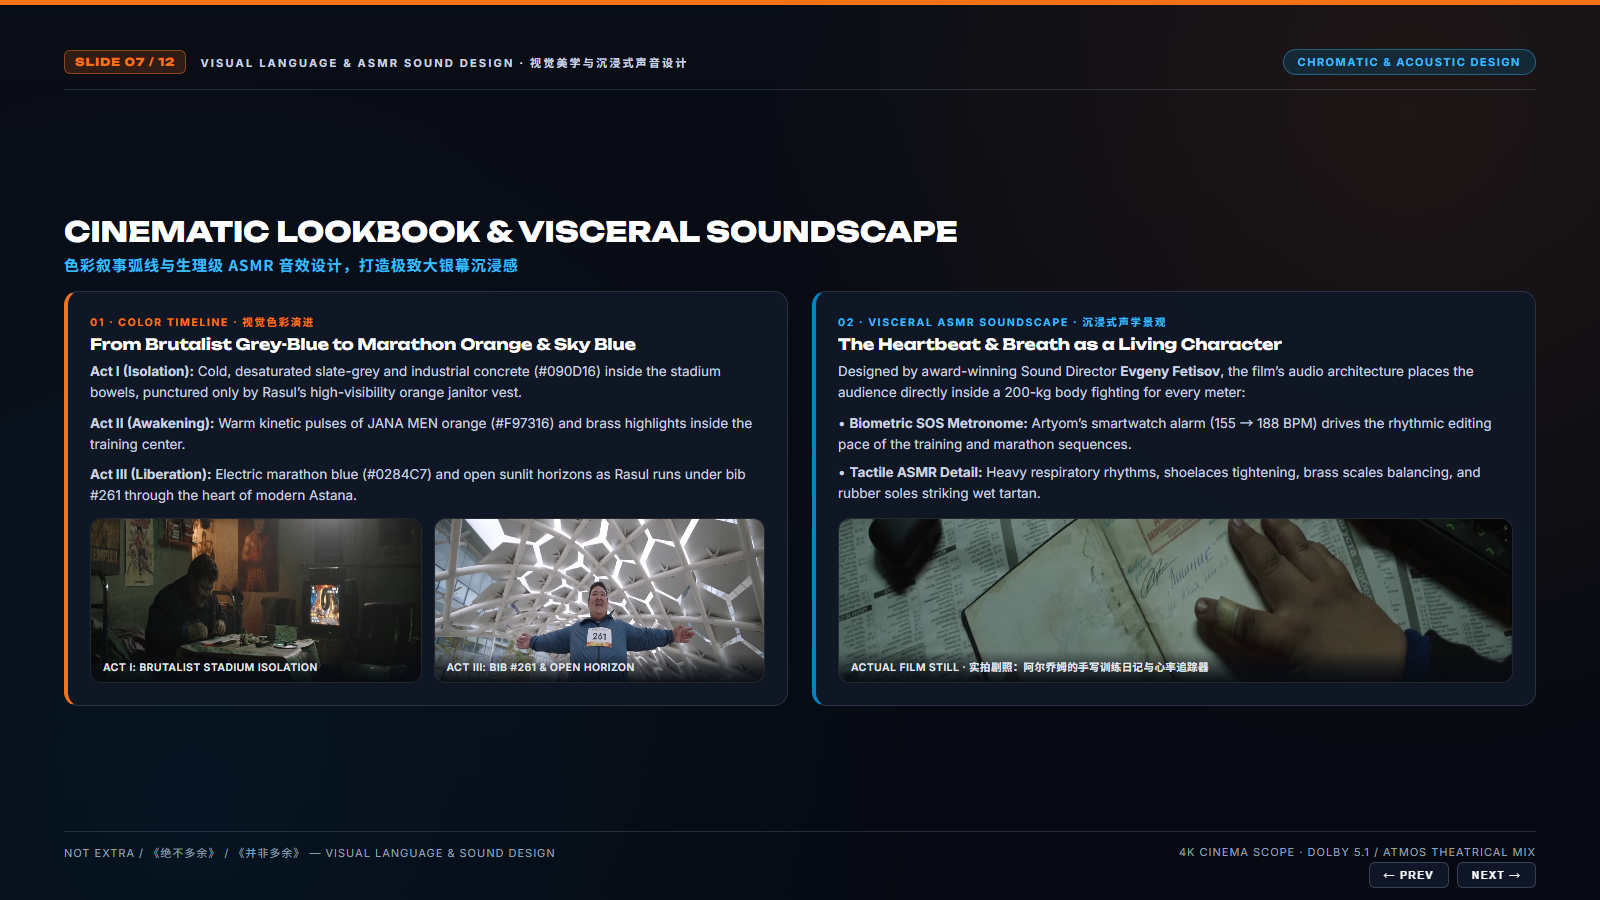 SLIDE 07 / 12
VISUAL LANGUAGE & ASMR SOUND DESIGN · 视觉美学与沉浸式声音设计
CHROMATIC & ACOUSTIC DESIGN
CINEMATIC LOOKBOOK & VISCERAL SOUNDSCAPE
色彩叙事弧线与生理级 ASMR 音效设计，打造极致大银幕沉浸感
01 · COLOR TIMELINE · 视觉色彩演进
From Brutalist Grey-Blue to Marathon Orange & Sky Blue
Act I (Isolation): Cold, desaturated slate-grey and industrial concrete (#090D16) inside the stadium
bowels, punctured only by Rasul’s high-visibility orange janitor vest.
Act II (Awakening): Warm kinetic pulses of JANA MEN orange (#F97316) and brass highlights inside the
training center.
Act III (Liberation): Electric marathon blue (#0284C7) and open sunlit horizons as Rasul runs under bib
#261 through the heart of modern Astana.
ACT I: BRUTALIST STADIUM ISOLATION
261
ACT III: BIB #261 & OPEN HORIZON
02 · VISCERAL ASMR SOUNDSCAPE · 沉浸式声学景观
The Heartbeat & Breath as a Living Character
Designed by award-winning Sound Director Evgeny Fetisov, the film’s audio architecture places the
audience directly inside a 200-kg body fighting for every meter:
• Biometric SOS Metronome: Artyom’s smartwatch alarm (155 → 188 BPM) drives the rhythmic editing
pace of the training and marathon sequences.
• Tactile ASMR Detail: Heavy respiratory rhythms, shoelaces tightening, brass scales balancing, and
rubber soles striking wet tartan.
ACTUAL FILM STILL · 实拍剧照：阿尔乔姆的手写训练日记与心率追踪器
NOT EXTRA / 《绝不多余》 / 《并非多余》 — VISUAL LANGUAGE & SOUND DESIGN
4K CINEMA SCOPE · DOLBY 5.1 / ATMOS THEATRICAL MIX
← PREV
NEXT →